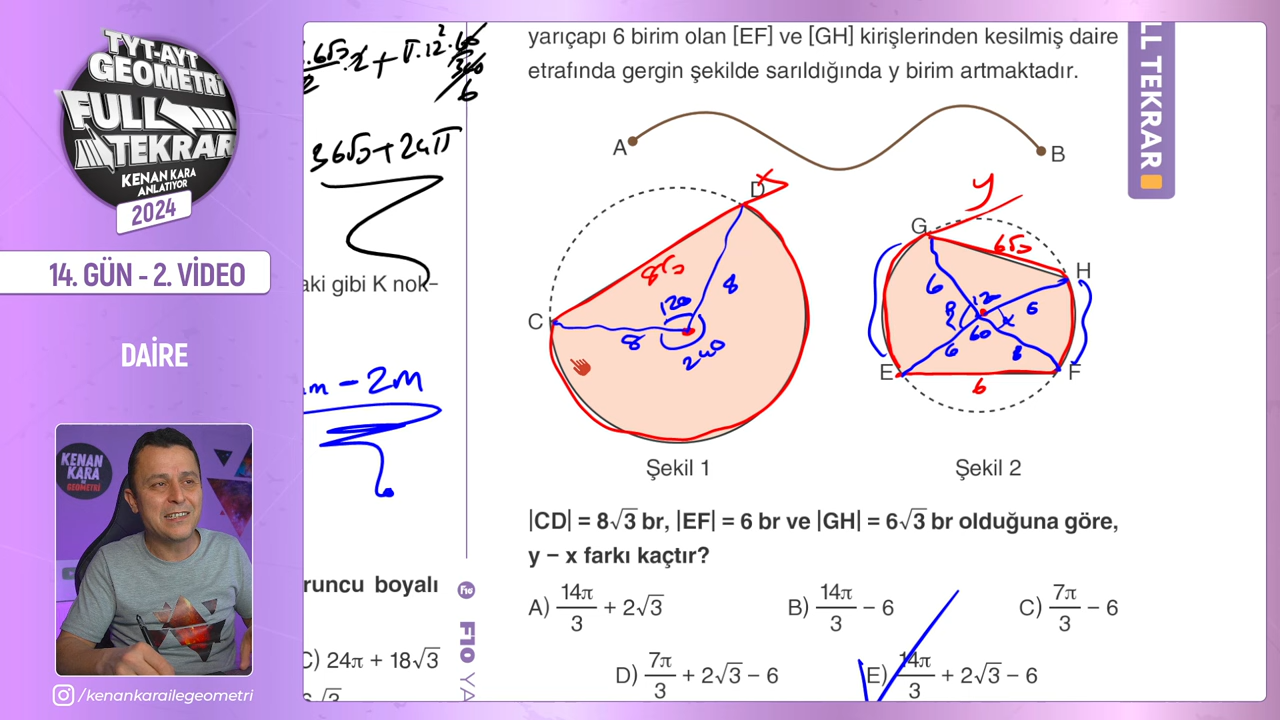 TYT-AYT
GEOMETRİ
FULL
TEKRAR
KENAN KARA
ANLATIYOR
2024
14. GÜN - 2. VİDEO
DAİRE
KENAN
KARA
GEOMETRİ
/kenankarailegeometri
36√3 + 24π
aki gibi K nok-
m - 2m
runcu boyalı
C) 24π + 18√3
F10
F10 YA
yarıçapı 6 birim olan [EF] ve [GH] kirişlerinden kesilmiş daire
etrafında gergin şekilde sarıldığında y birim artmaktadır.
LL TEKRAR
A
B
x
D
8√3
8
120
C
8
240
Şekil 1
y
G
6√3
H
6
120
6
α
60
6
8
E
F
6
Şekil 2
|CD| = 8√3 br, |EF| = 6 br ve |GH| = 6√3 br olduğuna göre,
y – x farkı kaçtır?
A) 14π/3 + 2√3
B) 14π/3 – 6
C) 7π/3 – 6
D) 7π/3 + 2√3 – 6
E) 14π/3 + 2√3 – 6